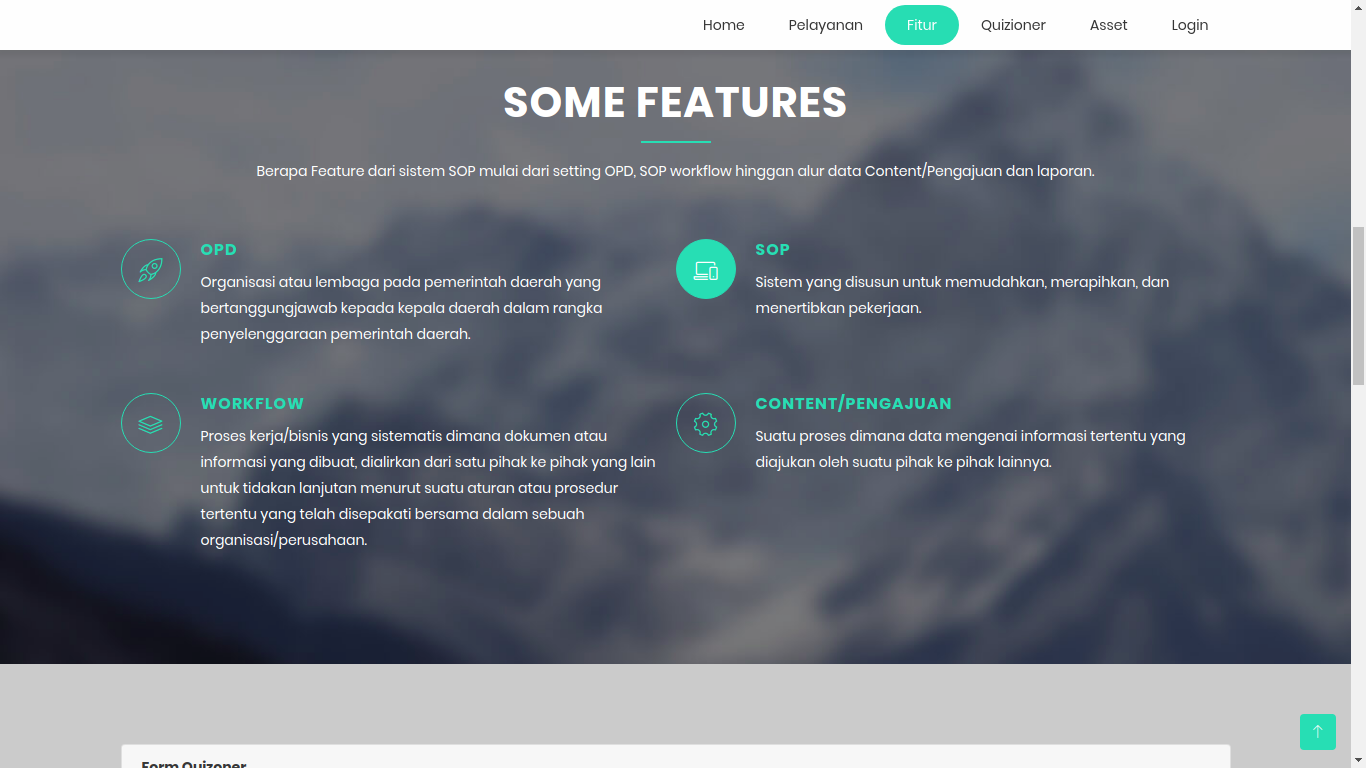 Home Pelayanan Fitur Quizioner Asset Login
SOME FEATURES
Berapa Feature dari sistem SOP mulai dari setting OPD, SOP workflow hinggan alur data Content/Pengajuan dan laporan.
OPD
Organisasi atau lembaga pada pemerintah daerah yang
bertanggungjawab kepada kepala daerah dalam rangka
penyelenggaraan pemerintah daerah.
SOP
Sistem yang disusun untuk memudahkan, merapihkan, dan
menertibkan pekerjaan.
WORKFLOW
Proses kerja/bisnis yang sistematis dimana dokumen atau
informasi yang dibuat, dialirkan dari satu pihak ke pihak yang lain
untuk tidakan lanjutan menurut suatu aturan atau prosedur
tertentu yang telah disepakati bersama dalam sebuah
organisasi/perusahaan.
CONTENT/PENGAJUAN
Suatu proses dimana data mengenai informasi tertentu yang
diajukan oleh suatu pihak ke pihak lainnya.
Form Quizoner